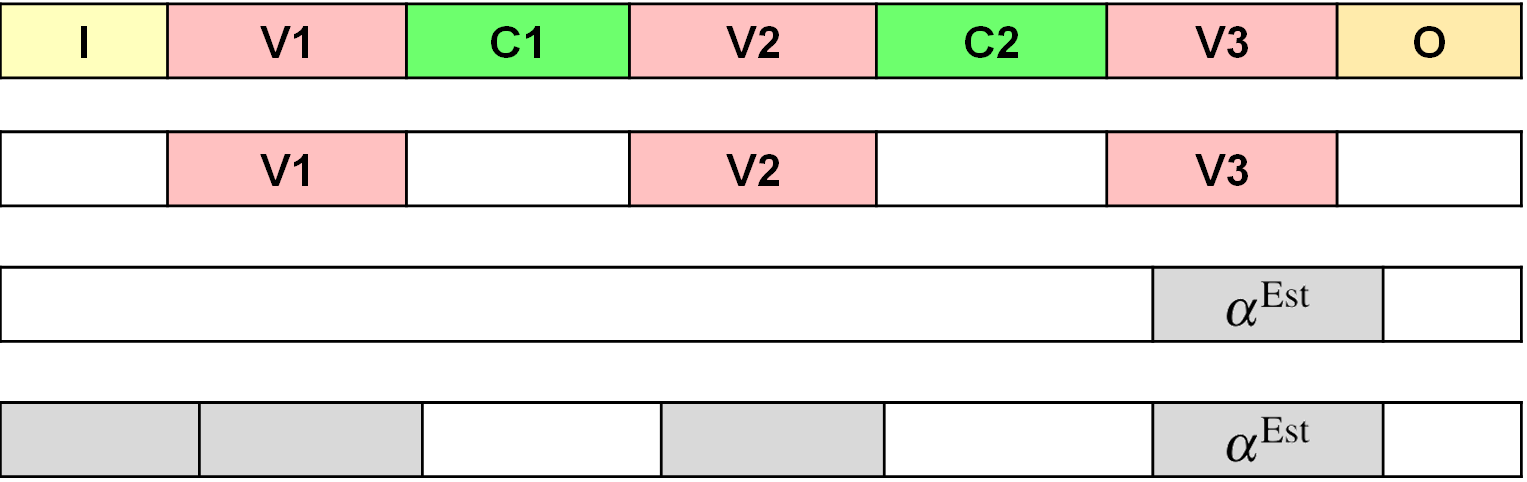 I V1 C1 V2 C2 V3 O
V1 V2 V3
α^Est
α^Est